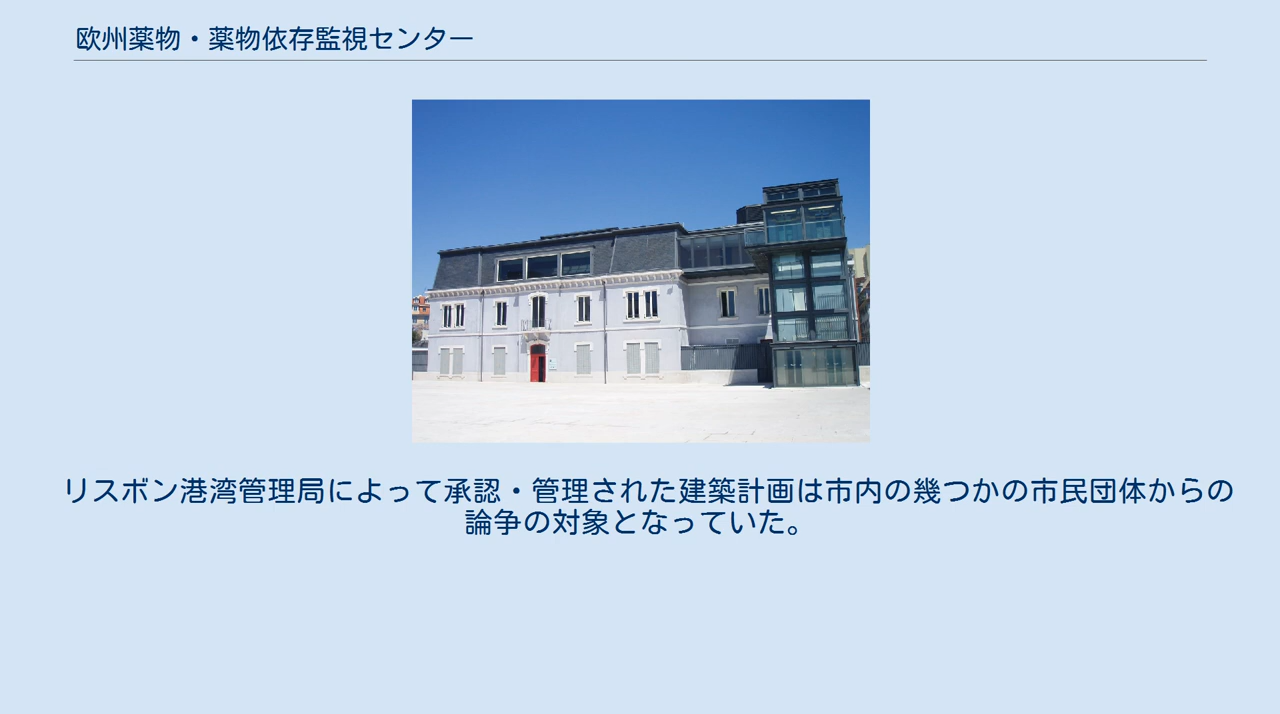 欧州薬物・薬物依存監視センター
リスボン港湾管理局によって承認・管理された建築計画は市内の幾つかの市民団体からの
論争の対象となっていた。